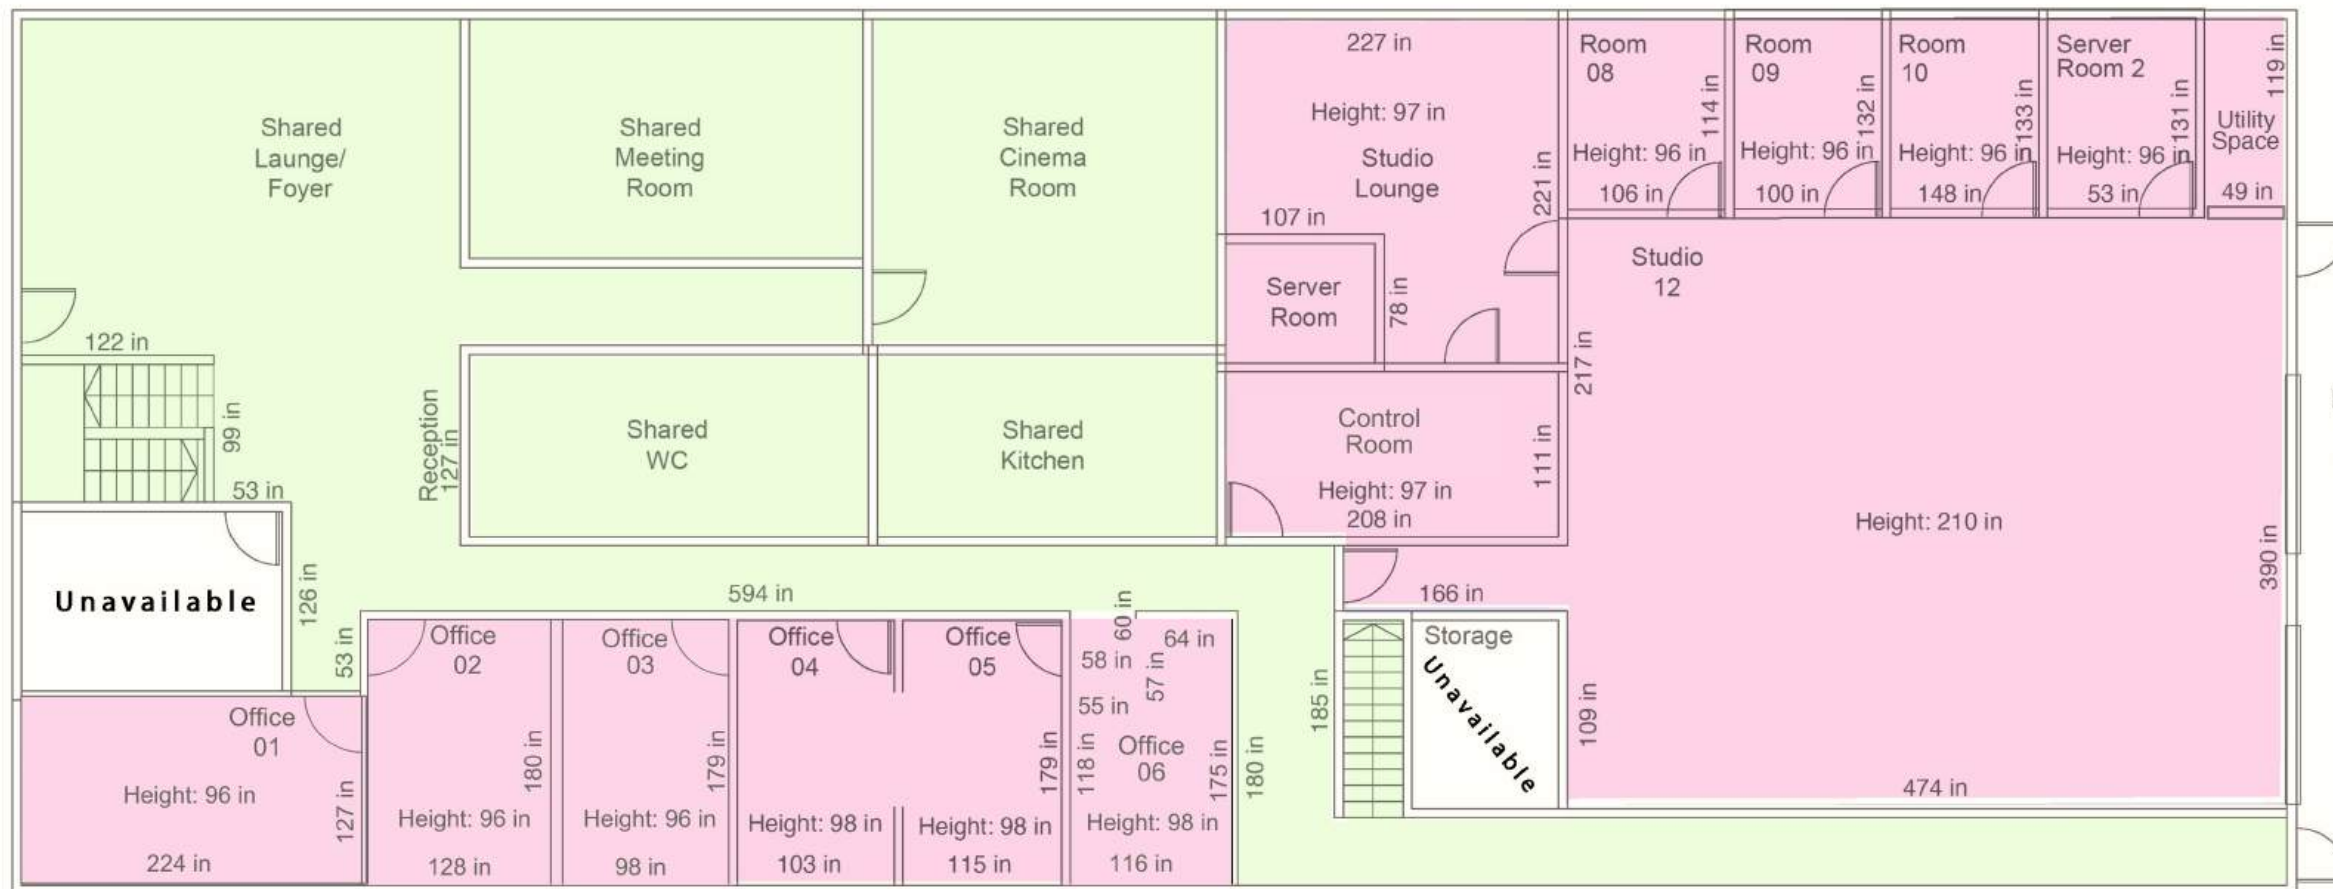 Shared
Launge/
Foyer
122 in
99 in
53 in
Reception
127 in
Shared
Meeting
Room
Shared
Cinema
Room
Shared
WC
Shared
Kitchen
227 in
Height: 97 in
Studio
Lounge
221 in
107 in
Server
Room
78 in
Control
Room
Height: 97 in
208 in
111 in
Room
08
114 in
Height: 96 in
106 in
Room
09
132 in
Height: 96 in
100 in
Room
10
133 in
Height: 96 in
148 in
Server
Room 2
131 in
Height: 96 in
53 in
119 in
Utility
Space
49 in
Studio
12
217 in
Height: 210 in
390 in
474 in
166 in
109 in
Storage
Unavailable
185 in
Unavailable
126 in
53 in
594 in
Office
01
Height: 96 in
127 in
224 in
Office
02
180 in
Height: 96 in
128 in
Office
03
179 in
Height: 96 in
98 in
Office
04
Height: 98 in
103 in
Office
05
179 in
Height: 98 in
115 in
60 in
64 in
58 in
57 in
55 in
118 in
Office
06
175 in
Height: 98 in
116 in
180 in